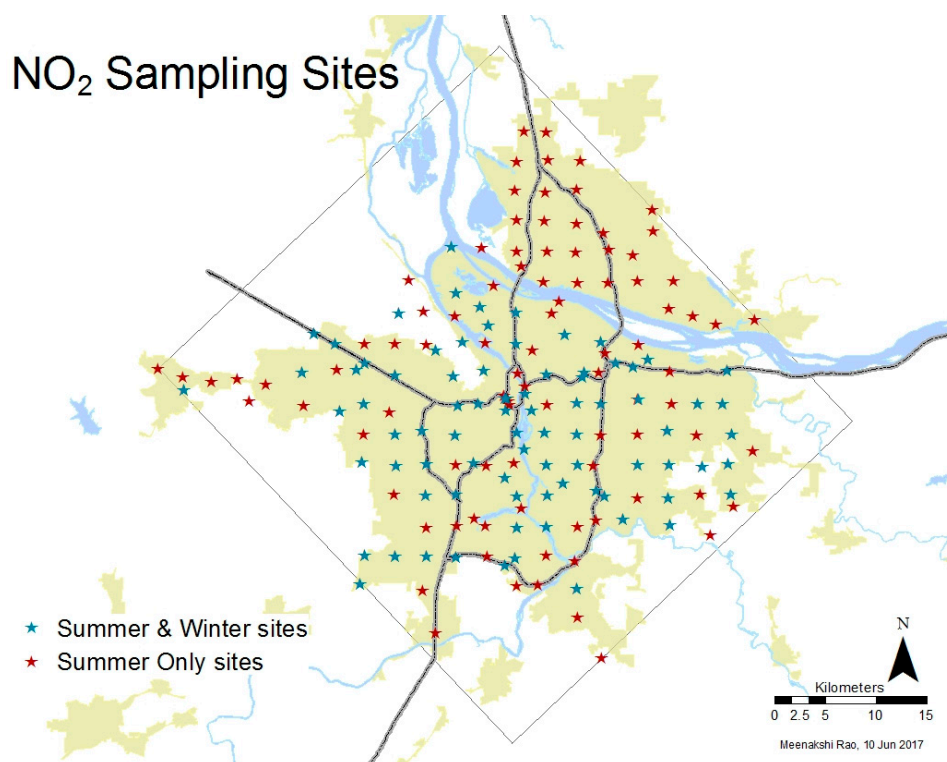 NO₂ Sampling Sites
Summer & Winter sites
Summer Only sites
N
Kilometers
0 2.5 5 10 15
Meenakshi Rao, 10 Jun 2017